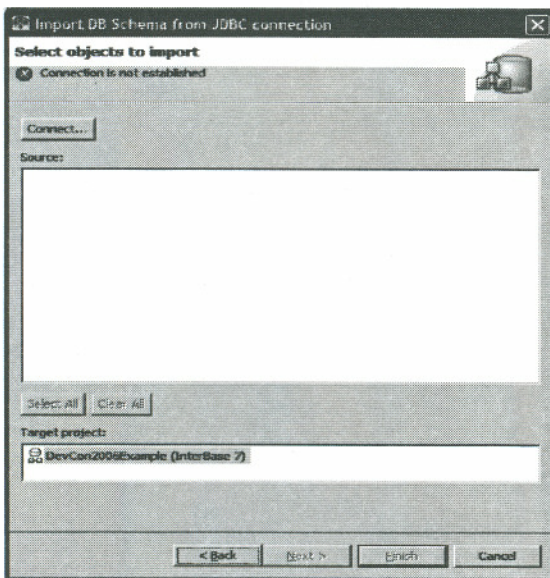 Import DB Schema from JDBC connection
Select objects to import
Connection is not established
Connect...
Source:
Select All Clear All
Target project:
DevCon2006Example (InterBase 7)
< Back Next > Finish Cancel